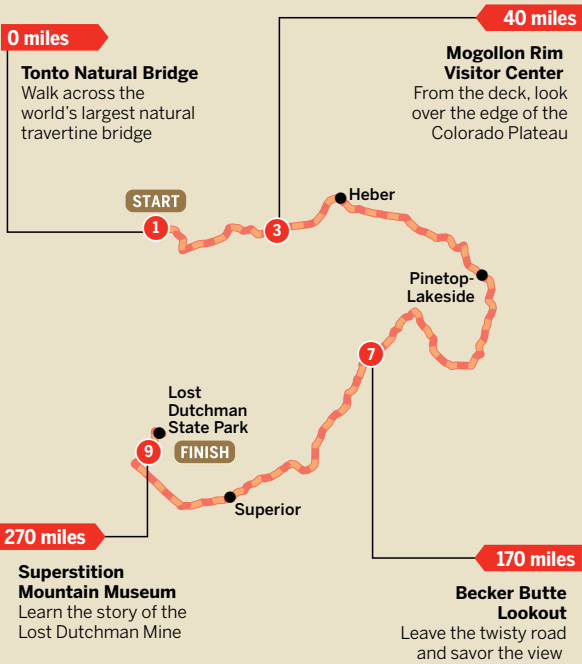 0 miles
Tonto Natural Bridge
Walk across the
world's largest natural
travertine bridge
40 miles
Mogollon Rim
Visitor Center
From the deck, look
over the edge of the
Colorado Plateau
START
1
3
Heber
Pinetop-
Lakeside
7
Lost
Dutchman
State Park
9
FINISH
Superior
270 miles
Superstition
Mountain Museum
Learn the story of the
Lost Dutchman Mine
170 miles
Becker Butte
Lookout
Leave the twisty road
and savor the view